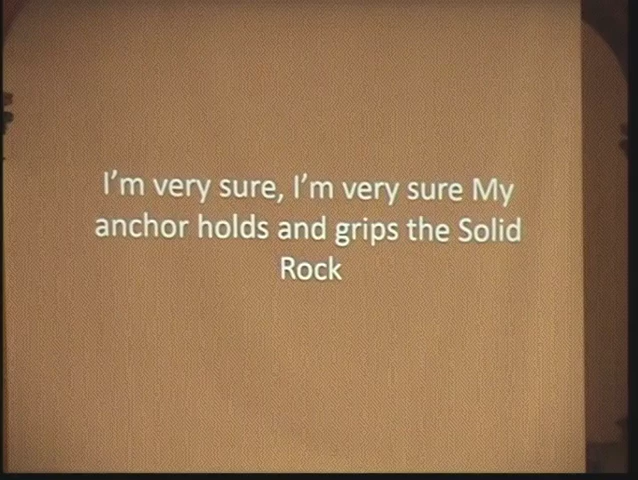 I'm very sure, I'm very sure My
anchor holds and grips the Solid
Rock